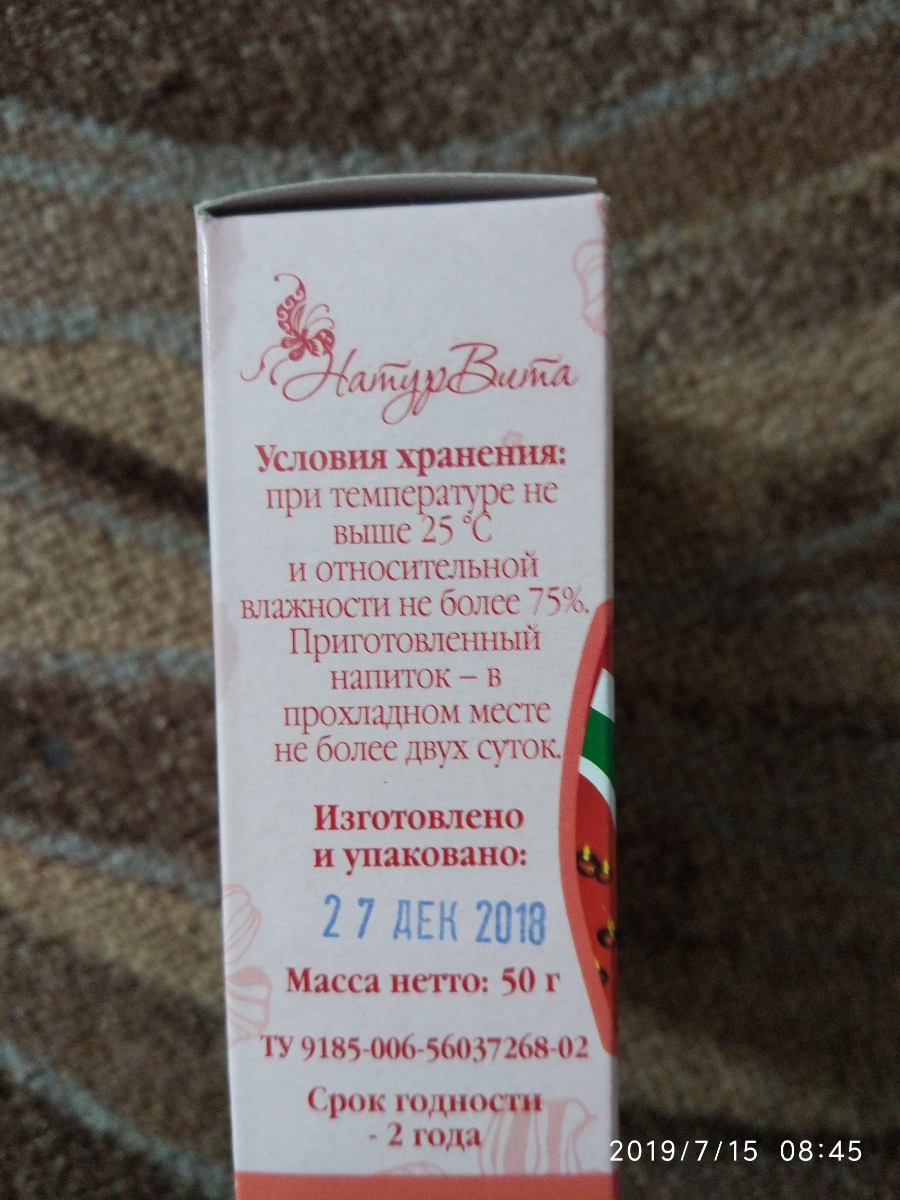 НатурВита
Условия хранения:
при температуре не
выше 25 °С
и относительной
влажности не более 75%.
Приготовленный
напиток – в
прохладном месте
не более двух суток.
Изготовлено
и упаковано:
27 ДЕК 2018
Масса нетто: 50 г
ТУ 9185-006-56037268-02
Срок годности
- 2 года
2019/7/15 08:45